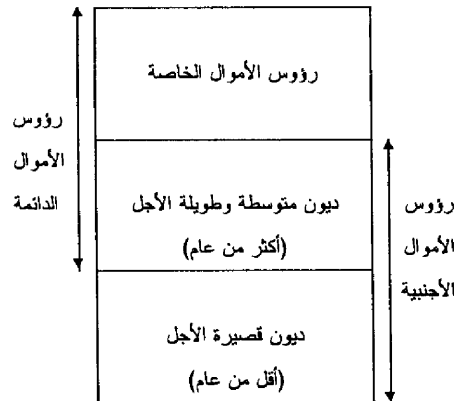 رؤوس الأموال الخاصة
رؤوس
الأموال
الدائمة
ديون متوسطة وطويلة الأجل
(أكثر من عام)
رؤوس
الأموال
الأجنبية
ديون قصيرة الأجل
(أقل من عام)